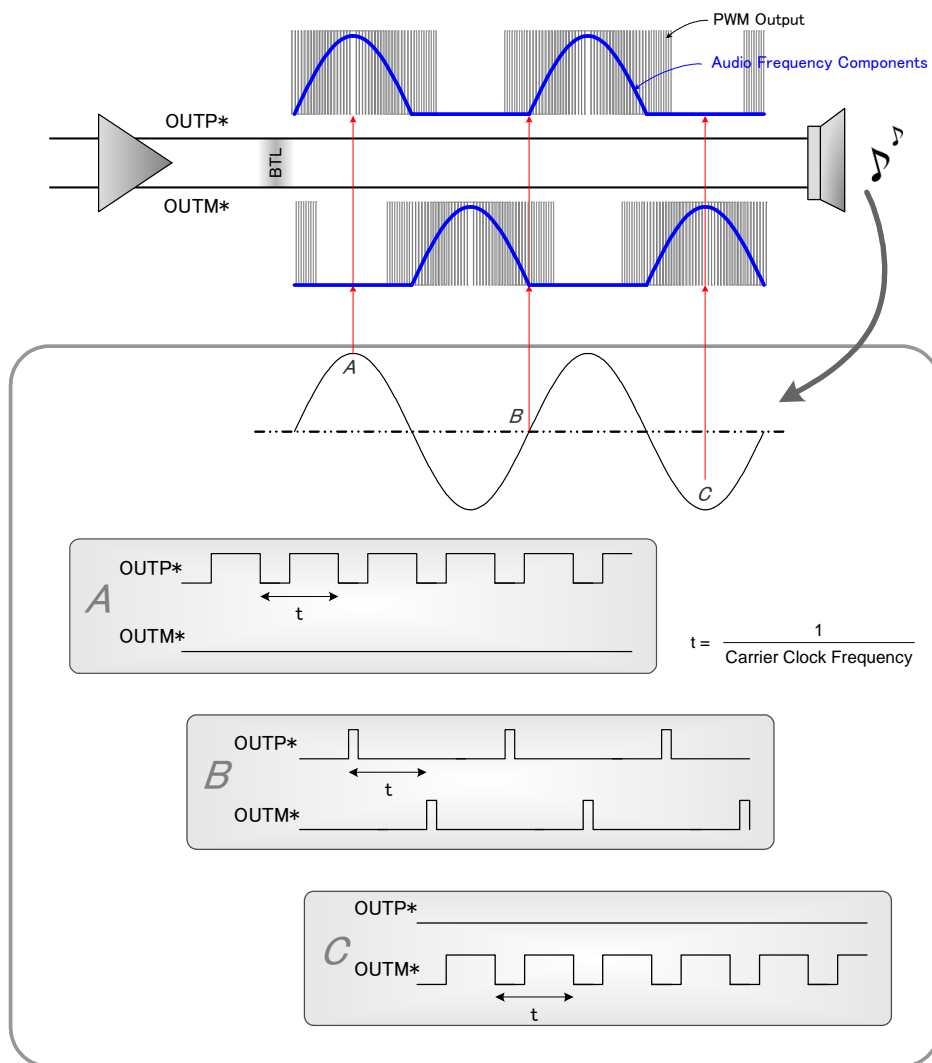 PWM Output
Audio Frequency Components
OUTP*
BTL
OUTM*
A
B
C
OUTP*
A
t
OUTM*
t = 1
Carrier Clock Frequency
OUTP*
B
t
OUTM*
OUTP*
C
OUTM*
t